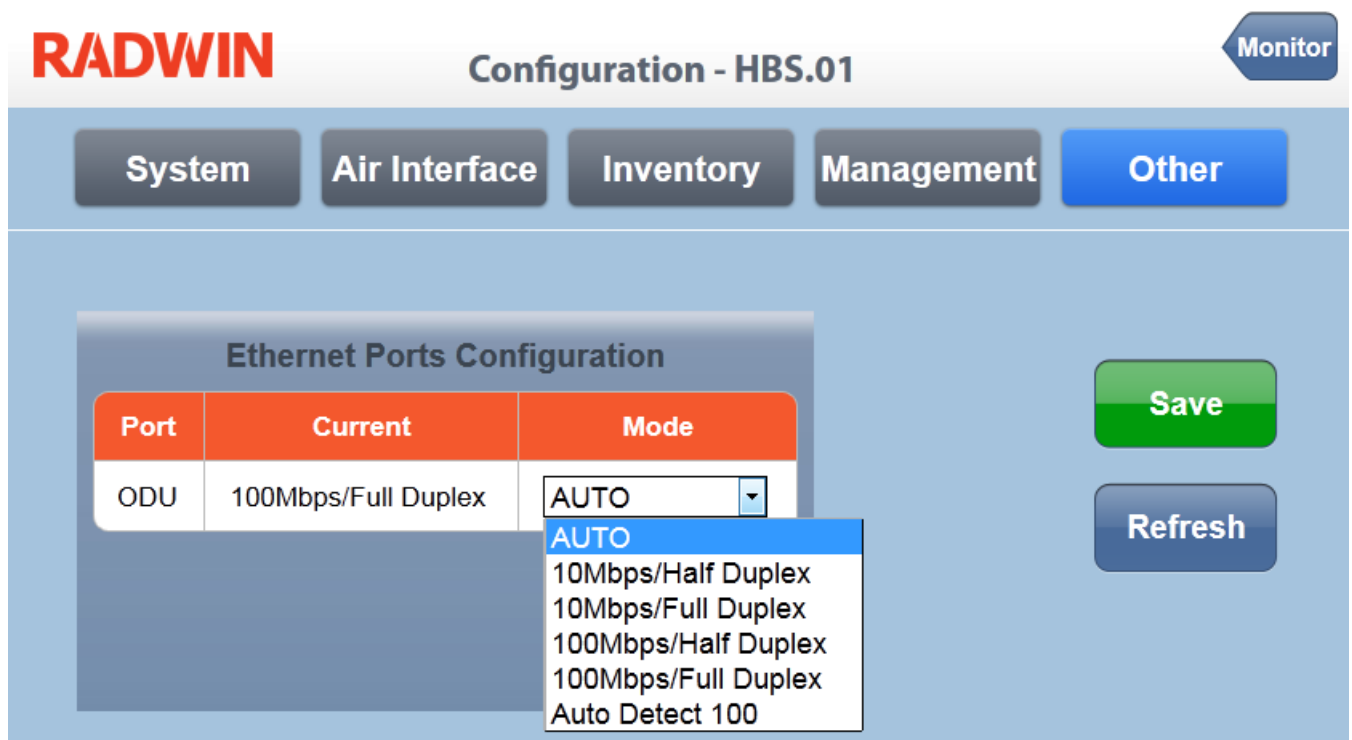 RADWIN
Configuration - HBS.01
Monitor
System
Air Interface
Inventory
Management
Other
Ethernet Ports Configuration
Port Current Mode
ODU 100Mbps/Full Duplex AUTO
AUTO
10Mbps/Half Duplex
10Mbps/Full Duplex
100Mbps/Half Duplex
100Mbps/Full Duplex
Auto Detect 100
Save
Refresh